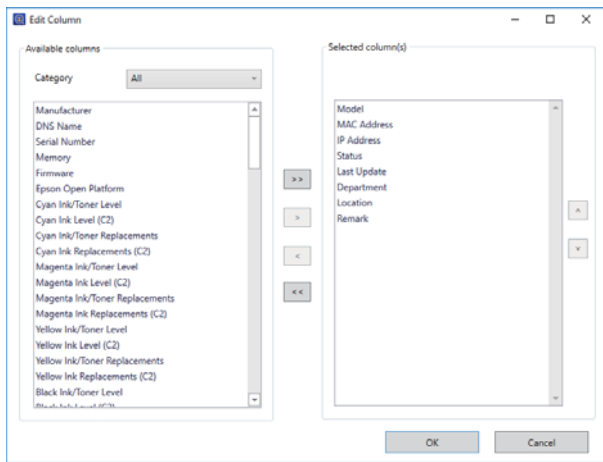 Edit Column
Available columns
Category
All
Manufacturer
DNS Name
Serial Number
Memory
Firmware
Epson Open Platform
Cyan Ink/Toner Level
Cyan Ink Level (C2)
Cyan Ink/Toner Replacements
Cyan Ink Replacements (C2)
Magenta Ink/Toner Level
Magenta Ink Level (C2)
Magenta Ink/Toner Replacements
Magenta Ink Replacements (C2)
Yellow Ink/Toner Level
Yellow Ink Level (C2)
Yellow Ink/Toner Replacements
Yellow Ink Replacements (C2)
Black Ink/Toner Level
Black Ink Level (C2)
>>
>
<
<<
Selected column(s)
Model
MAC Address
IP Address
Status
Last Update
Department
Location
Remark
OK
Cancel